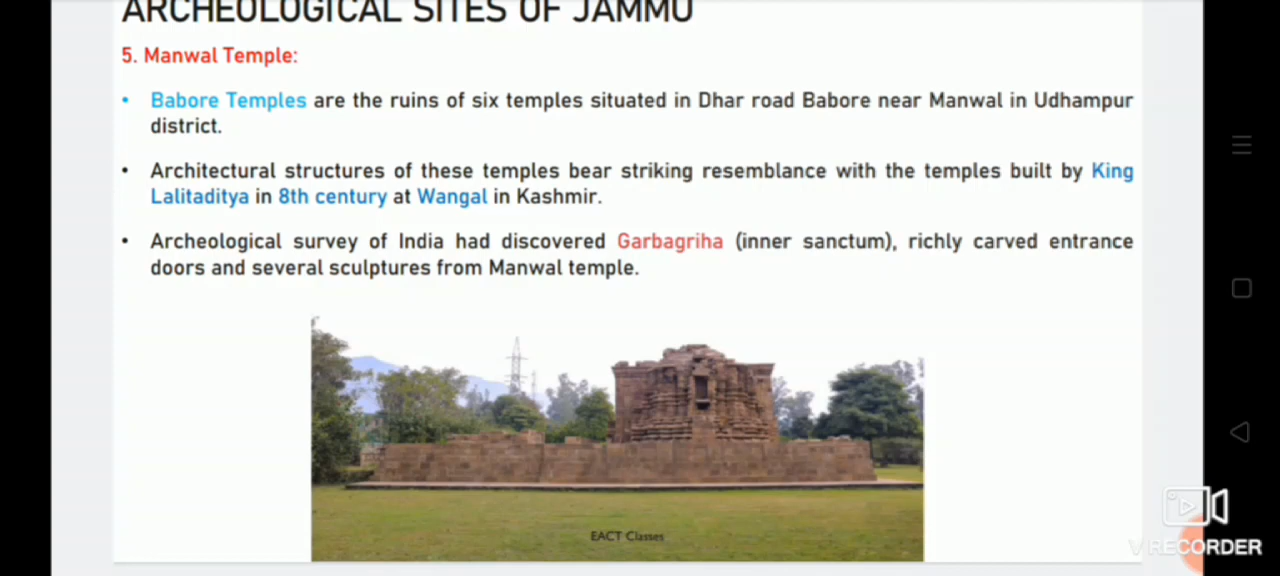 ARCHEOLOGICAL SITES OF JAMMU
5. Manwal Temple:
• Babore Temples are the ruins of six temples situated in Dhar road Babore near Manwal in Udhampur
district.
• Architectural structures of these temples bear striking resemblance with the temples built by King
Lalitaditya in 8th century at Wangal in Kashmir.
• Archeological survey of India had discovered Garbagriha (inner sanctum), richly carved entrance
doors and several sculptures from Manwal temple.
EACT Classes
V RECORDER